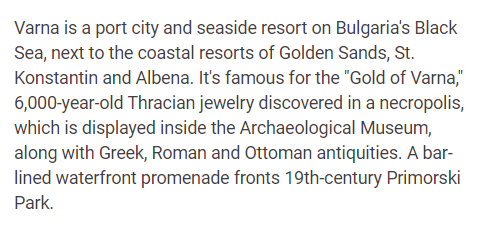 Varna is a port city and seaside resort on Bulgaria's Black
Sea, next to the coastal resorts of Golden Sands, St.
Konstantin and Albena. It's famous for the "Gold of Varna,"
6,000-year-old Thracian jewelry discovered in a necropolis,
which is displayed inside the Archaeological Museum,
along with Greek, Roman and Ottoman antiquities. A bar-
lined waterfront promenade fronts 19th-century Primorski
Park.